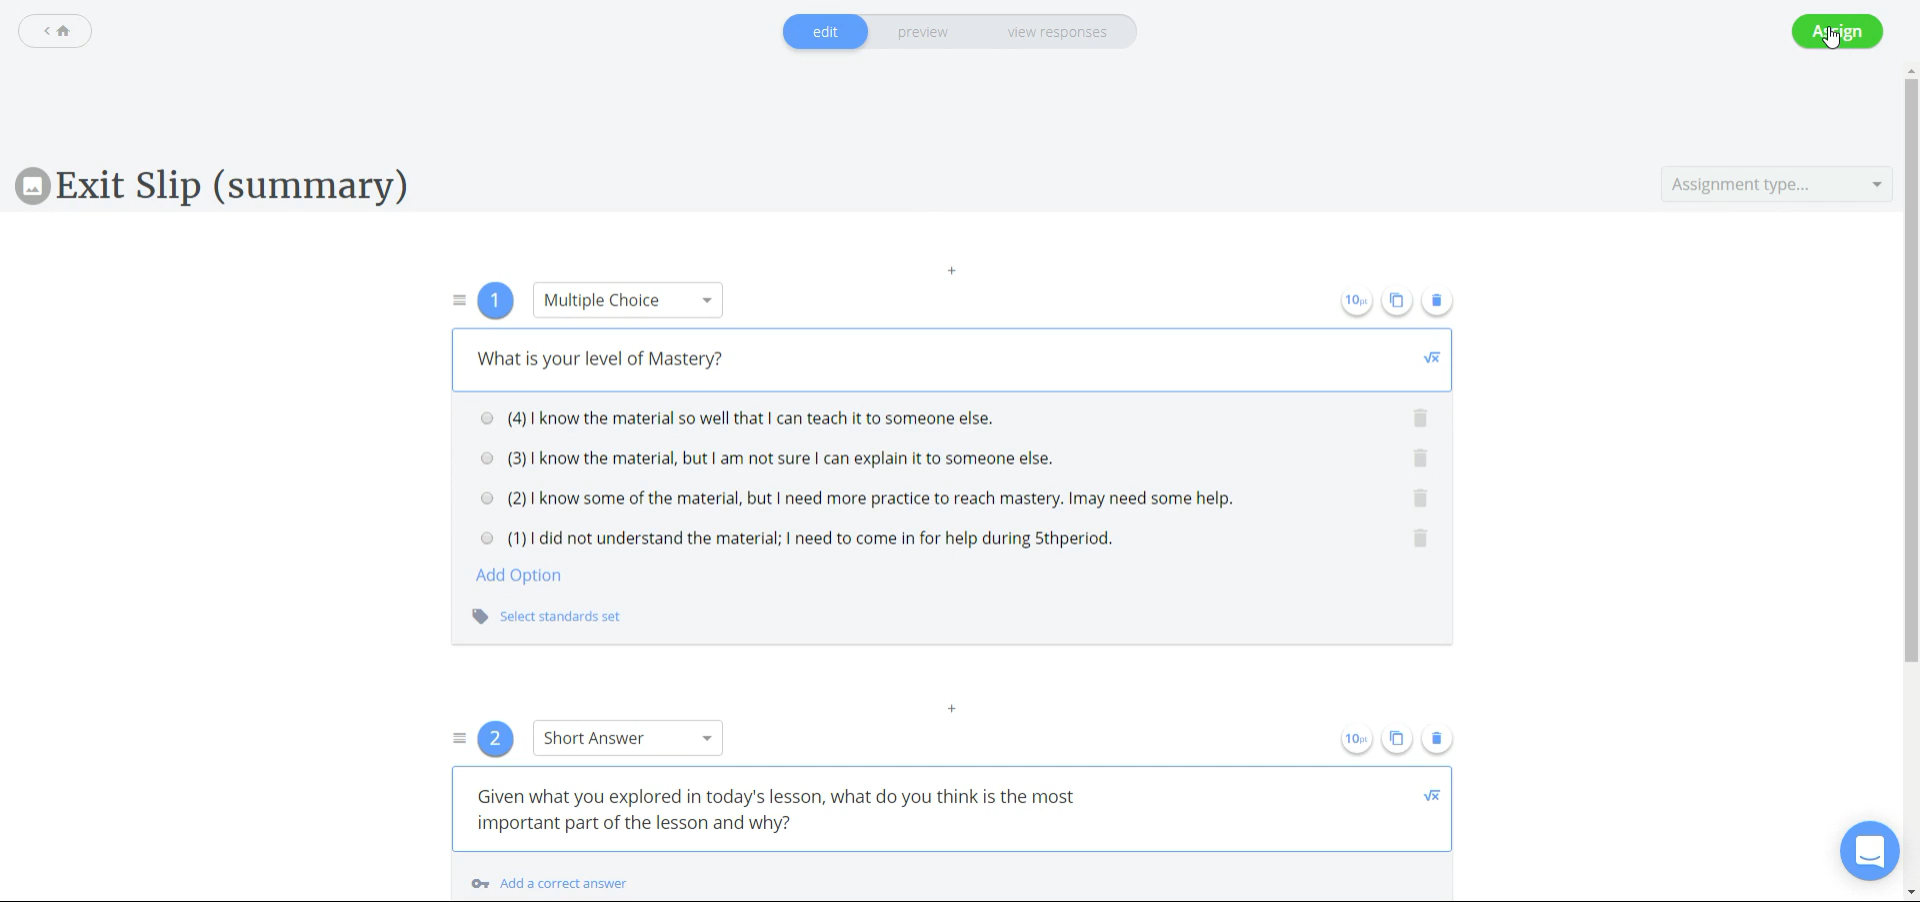 edit
preview
view responses
Assign
Exit Slip (summary)
Assignment type...
+
1
Multiple Choice
10pt
What is your level of Mastery?
√x
(4) I know the material so well that I can teach it to someone else.
(3) I know the material, but I am not sure I can explain it to someone else.
(2) I know some of the material, but I need more practice to reach mastery. Imay need some help.
(1) I did not understand the material; I need to come in for help during 5thperiod.
Add Option
Select standards set
+
2
Short Answer
10pt
Given what you explored in today's lesson, what do you think is the most
important part of the lesson and why?
√x
Add a correct answer